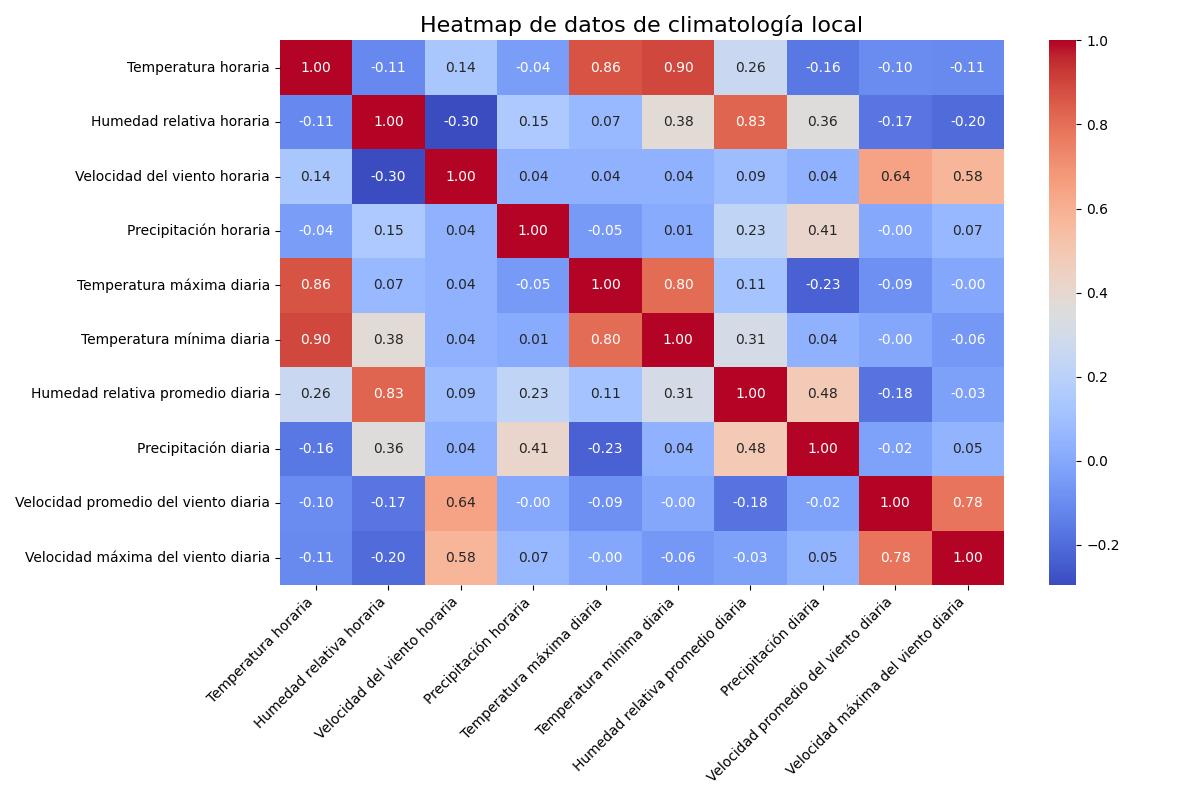 Heatmap de datos de climatología local
Temperatura horaria 1.00 -0.11 0.14 -0.04 0.86 0.90 0.26 -0.16 -0.10 -0.11
Humedad relativa horaria -0.11 1.00 -0.30 0.15 0.07 0.38 0.83 0.36 -0.17 -0.20
Velocidad del viento horaria 0.14 -0.30 1.00 0.04 0.04 0.04 0.09 0.04 0.64 0.58
Precipitación horaria -0.04 0.15 0.04 1.00 -0.05 0.01 0.23 0.41 -0.00 0.07
Temperatura máxima diaria 0.86 0.07 0.04 -0.05 1.00 0.80 0.11 -0.23 -0.09 -0.00
Temperatura mínima diaria 0.90 0.38 0.04 0.01 0.80 1.00 0.31 0.04 -0.00 -0.06
Humedad relativa promedio diaria 0.26 0.83 0.09 0.23 0.11 0.31 1.00 0.48 -0.18 -0.03
Precipitación diaria -0.16 0.36 0.04 0.41 -0.23 0.04 0.48 1.00 -0.02 0.05
Velocidad promedio del viento diaria -0.10 -0.17 0.64 -0.00 -0.09 -0.00 -0.18 -0.02 1.00 0.78
Velocidad máxima del viento diaria -0.11 -0.20 0.58 0.07 -0.00 -0.06 -0.03 0.05 0.78 1.00
Temperatura horaria
Humedad relativa horaria
Velocidad del viento horaria
Precipitación horaria
Temperatura máxima diaria
Temperatura mínima diaria
Humedad relativa promedio diaria
Precipitación diaria
Velocidad promedio del viento diaria
Velocidad máxima del viento diaria
1.0
0.8
0.6
0.4
0.2
0.0
−0.2